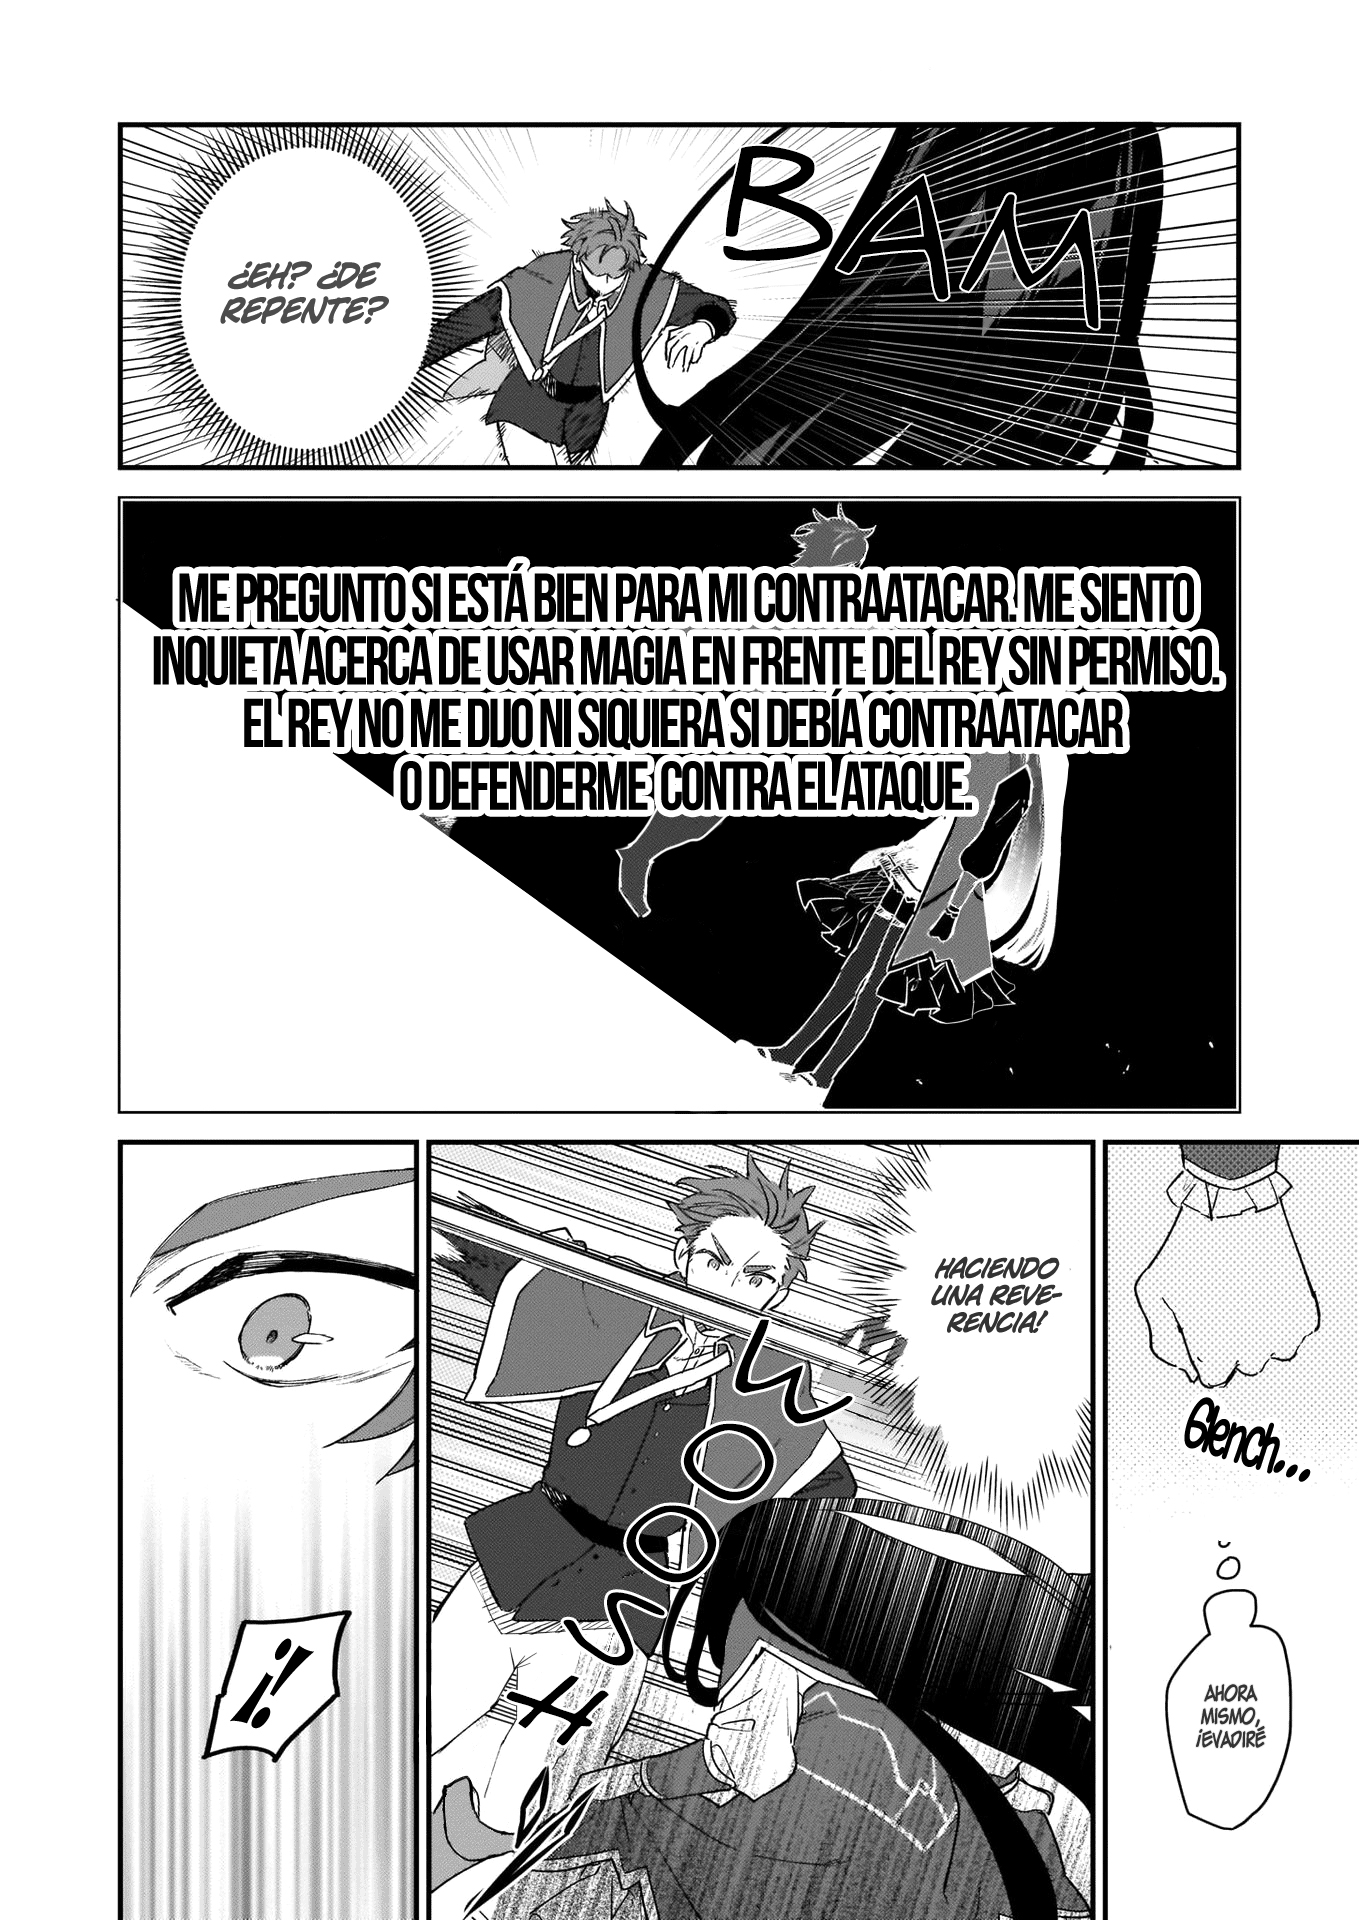 BAM
¿EH? ¿DE
REPENTE?
ME PREGUNTO SI ESTÁ BIEN PARA MI CONTRAATACAR. ME SIENTO
INQUIETA ACERCA DE USAR MAGIA EN FRENTE DEL REY SIN PERMISO.
EL REY NO ME DIJO NI SIQUIERA SI DEBÍA CONTRAATACAR
O DEFENDERME CONTRA EL ATAQUE.
Glench...
AHORA
MISMO,
¡EVADIRÉ
HACIENDO
UNA REVE-
RENCIA!
WOOSH
¡!